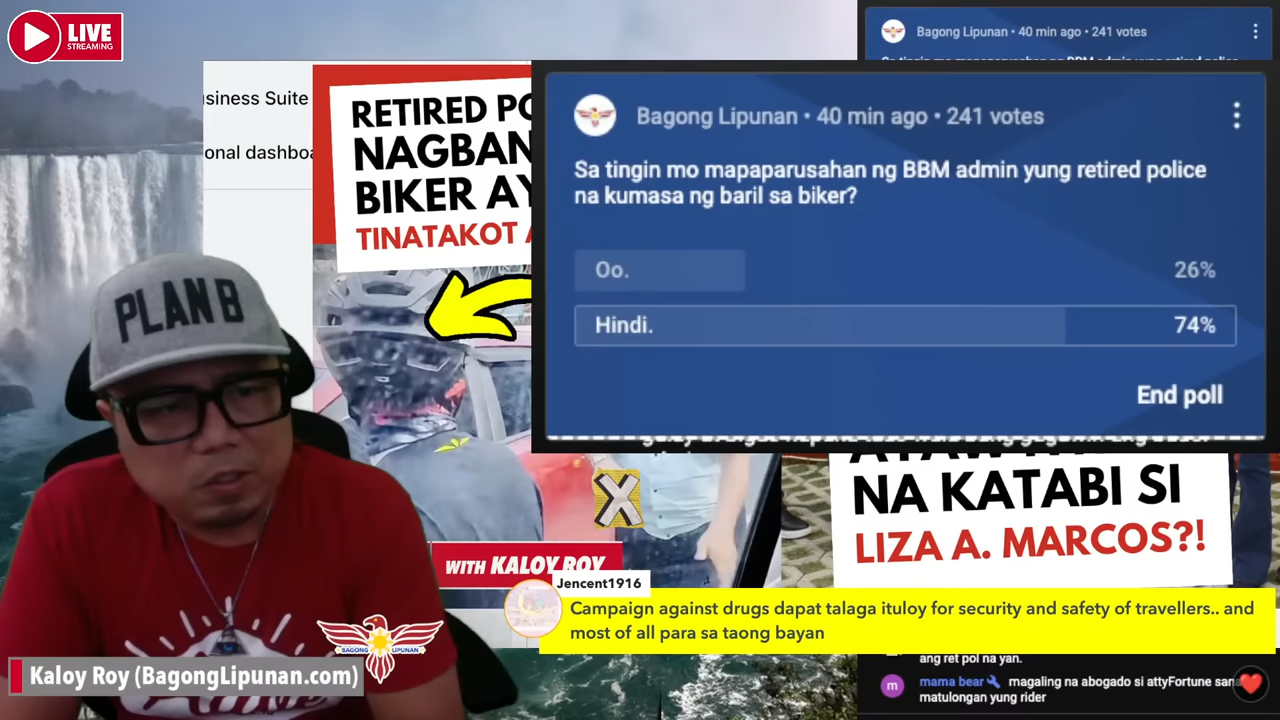 LIVE
STREAMING
Bagong Lipunan • 40 min ago • 241 votes
usiness Suite
onal dashboa
RETIRED PO
NAGBAN
BIKER AY
TINATAKOT A
Bagong Lipunan • 40 min ago • 241 votes
Sa tingin mo mapaparusahan ng BBM admin yung retired police
na kumasa ng baril sa biker?
Oo.
26%
Hindi.
74%
End poll
PLAN B
X
WITH KALOY ROY
NA KATABI SI
LIZA A. MARCOS?!
Jencent1916
Campaign against drugs dapat talaga ituloy for security and safety of travellers.. and
most of all para sa taong bayan
BAGONG LIPUNAN
Kaloy Roy (BagongLipunan.com)
ang ret pol na yan.
m
mama bear magaling na abogado si attyFortune sana
matulongan yung rider